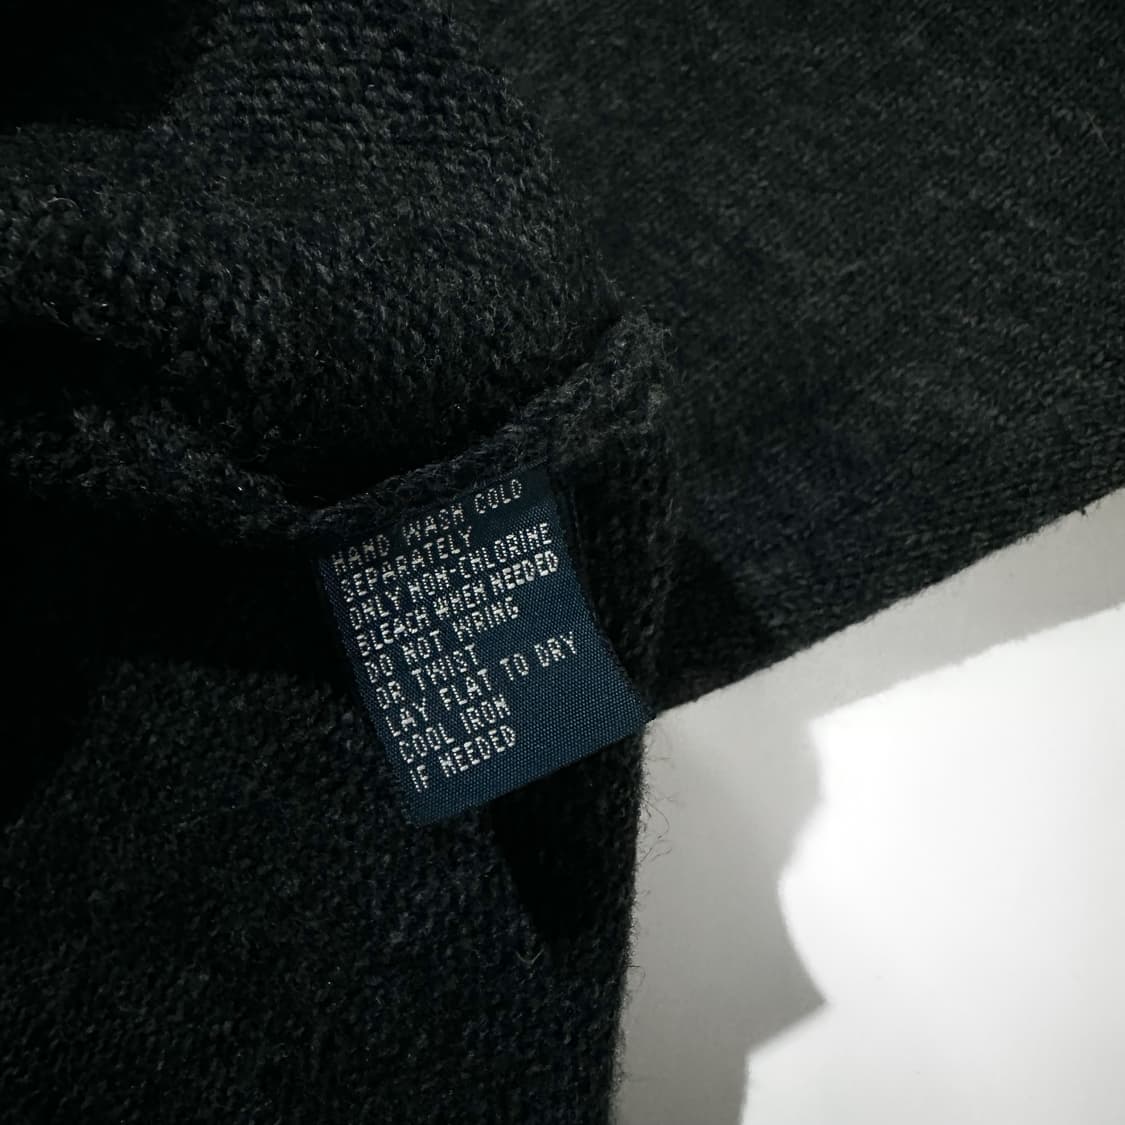 HAND WASH COLD
SEPARATELY
ONLY NON-CHLORINE
BLEACH WHEN NEEDED
DO NOT WRING
OR TWIST
LAY FLAT TO DRY
COOL IRON
IF NEEDED